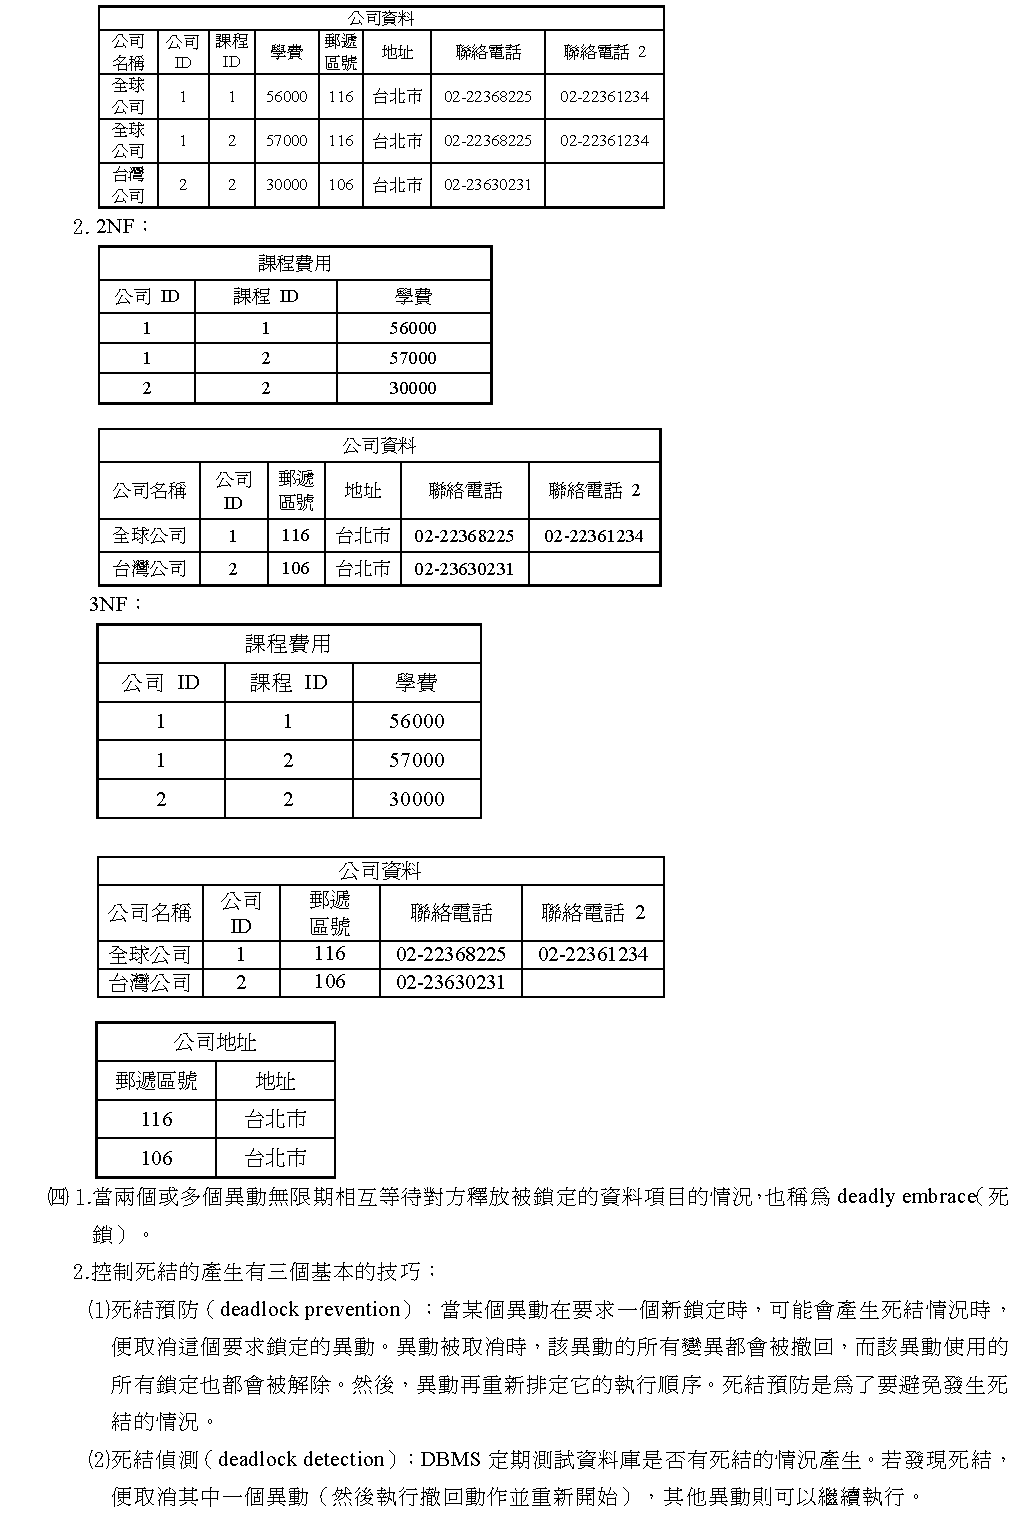 公司資料
公司名稱 公司ID 課程ID 學費 郵遞區號 地址 聯絡電話 聯絡電話 2
全球公司 1 1 56000 116 台北市 02-22368225 02-22361234
全球公司 1 2 57000 116 台北市 02-22368225 02-22361234
台灣公司 2 2 30000 106 台北市 02-23630231
2. 2NF：
課程費用
公司 ID 課程 ID 學費
1 1 56000
1 2 57000
2 2 30000
公司資料
公司名稱 公司ID 郵遞區號 地址 聯絡電話 聯絡電話 2
全球公司 1 116 台北市 02-22368225 02-22361234
台灣公司 2 106 台北市 02-23630231
3NF：
課程費用
公司 ID 課程 ID 學費
1 1 56000
1 2 57000
2 2 30000
公司資料
公司名稱 公司ID 郵遞區號 聯絡電話 聯絡電話 2
全球公司 1 116 02-22368225 02-22361234
台灣公司 2 106 02-23630231
公司地址
郵遞區號 地址
116 台北市
106 台北市
㈣1.當兩個或多個異動無限期相互等待對方釋放被鎖定的資料項目的情況，也稱為 deadly embrace（死
鎖）。
2.控制死結的產生有三個基本的技巧：
⑴死結預防（deadlock prevention）：當某個異動在要求一個新鎖定時，可能會產生死結情況時，
便取消這個要求鎖定的異動。異動被取消時，該異動的所有變異都會被撤回，而該異動使用的
所有鎖定也都會被解除。然後，異動再重新排定它的執行順序。死結預防是為了要避免發生死
結的情況。
⑵死結偵測（deadlock detection）：DBMS 定期測試資料庫是否有死結的情況產生。若發現死結，
便取消其中一個異動（然後執行撤回動作並重新開始），其他異動則可以繼續執行。